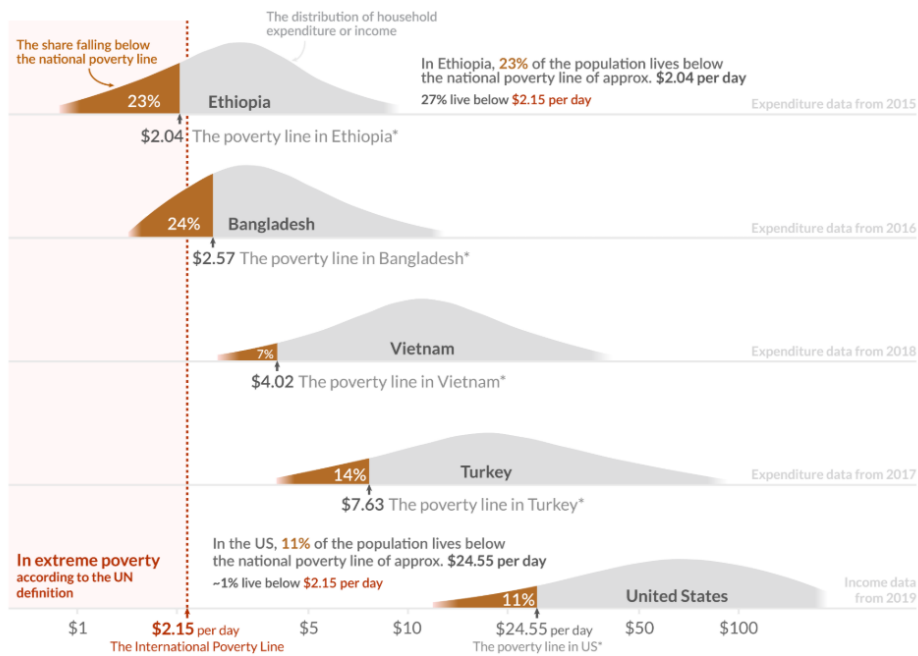 The distribution of household
expenditure or income
The share falling below
the national poverty line
In Ethiopia, 23% of the population lives below
the national poverty line of approx. $2.04 per day
27% live below $2.15 per day
23%
Ethiopia
Expenditure data from 2015
$2.04 The poverty line in Ethiopia*
24%
Bangladesh
Expenditure data from 2016
$2.57 The poverty line in Bangladesh*
7%
Vietnam
Expenditure data from 2018
$4.02 The poverty line in Vietnam*
14%
Turkey
Expenditure data from 2017
$7.63 The poverty line in Turkey*
In the US, 11% of the population lives below
the national poverty line of approx. $24.55 per day
~1% live below $2.15 per day
In extreme poverty
according to the UN
definition
11%
United States
Income data
from 2019
$1
$2.15 per day
The International Poverty Line
$5
$10
$24.55 per day
The poverty line in US*
$50
$100